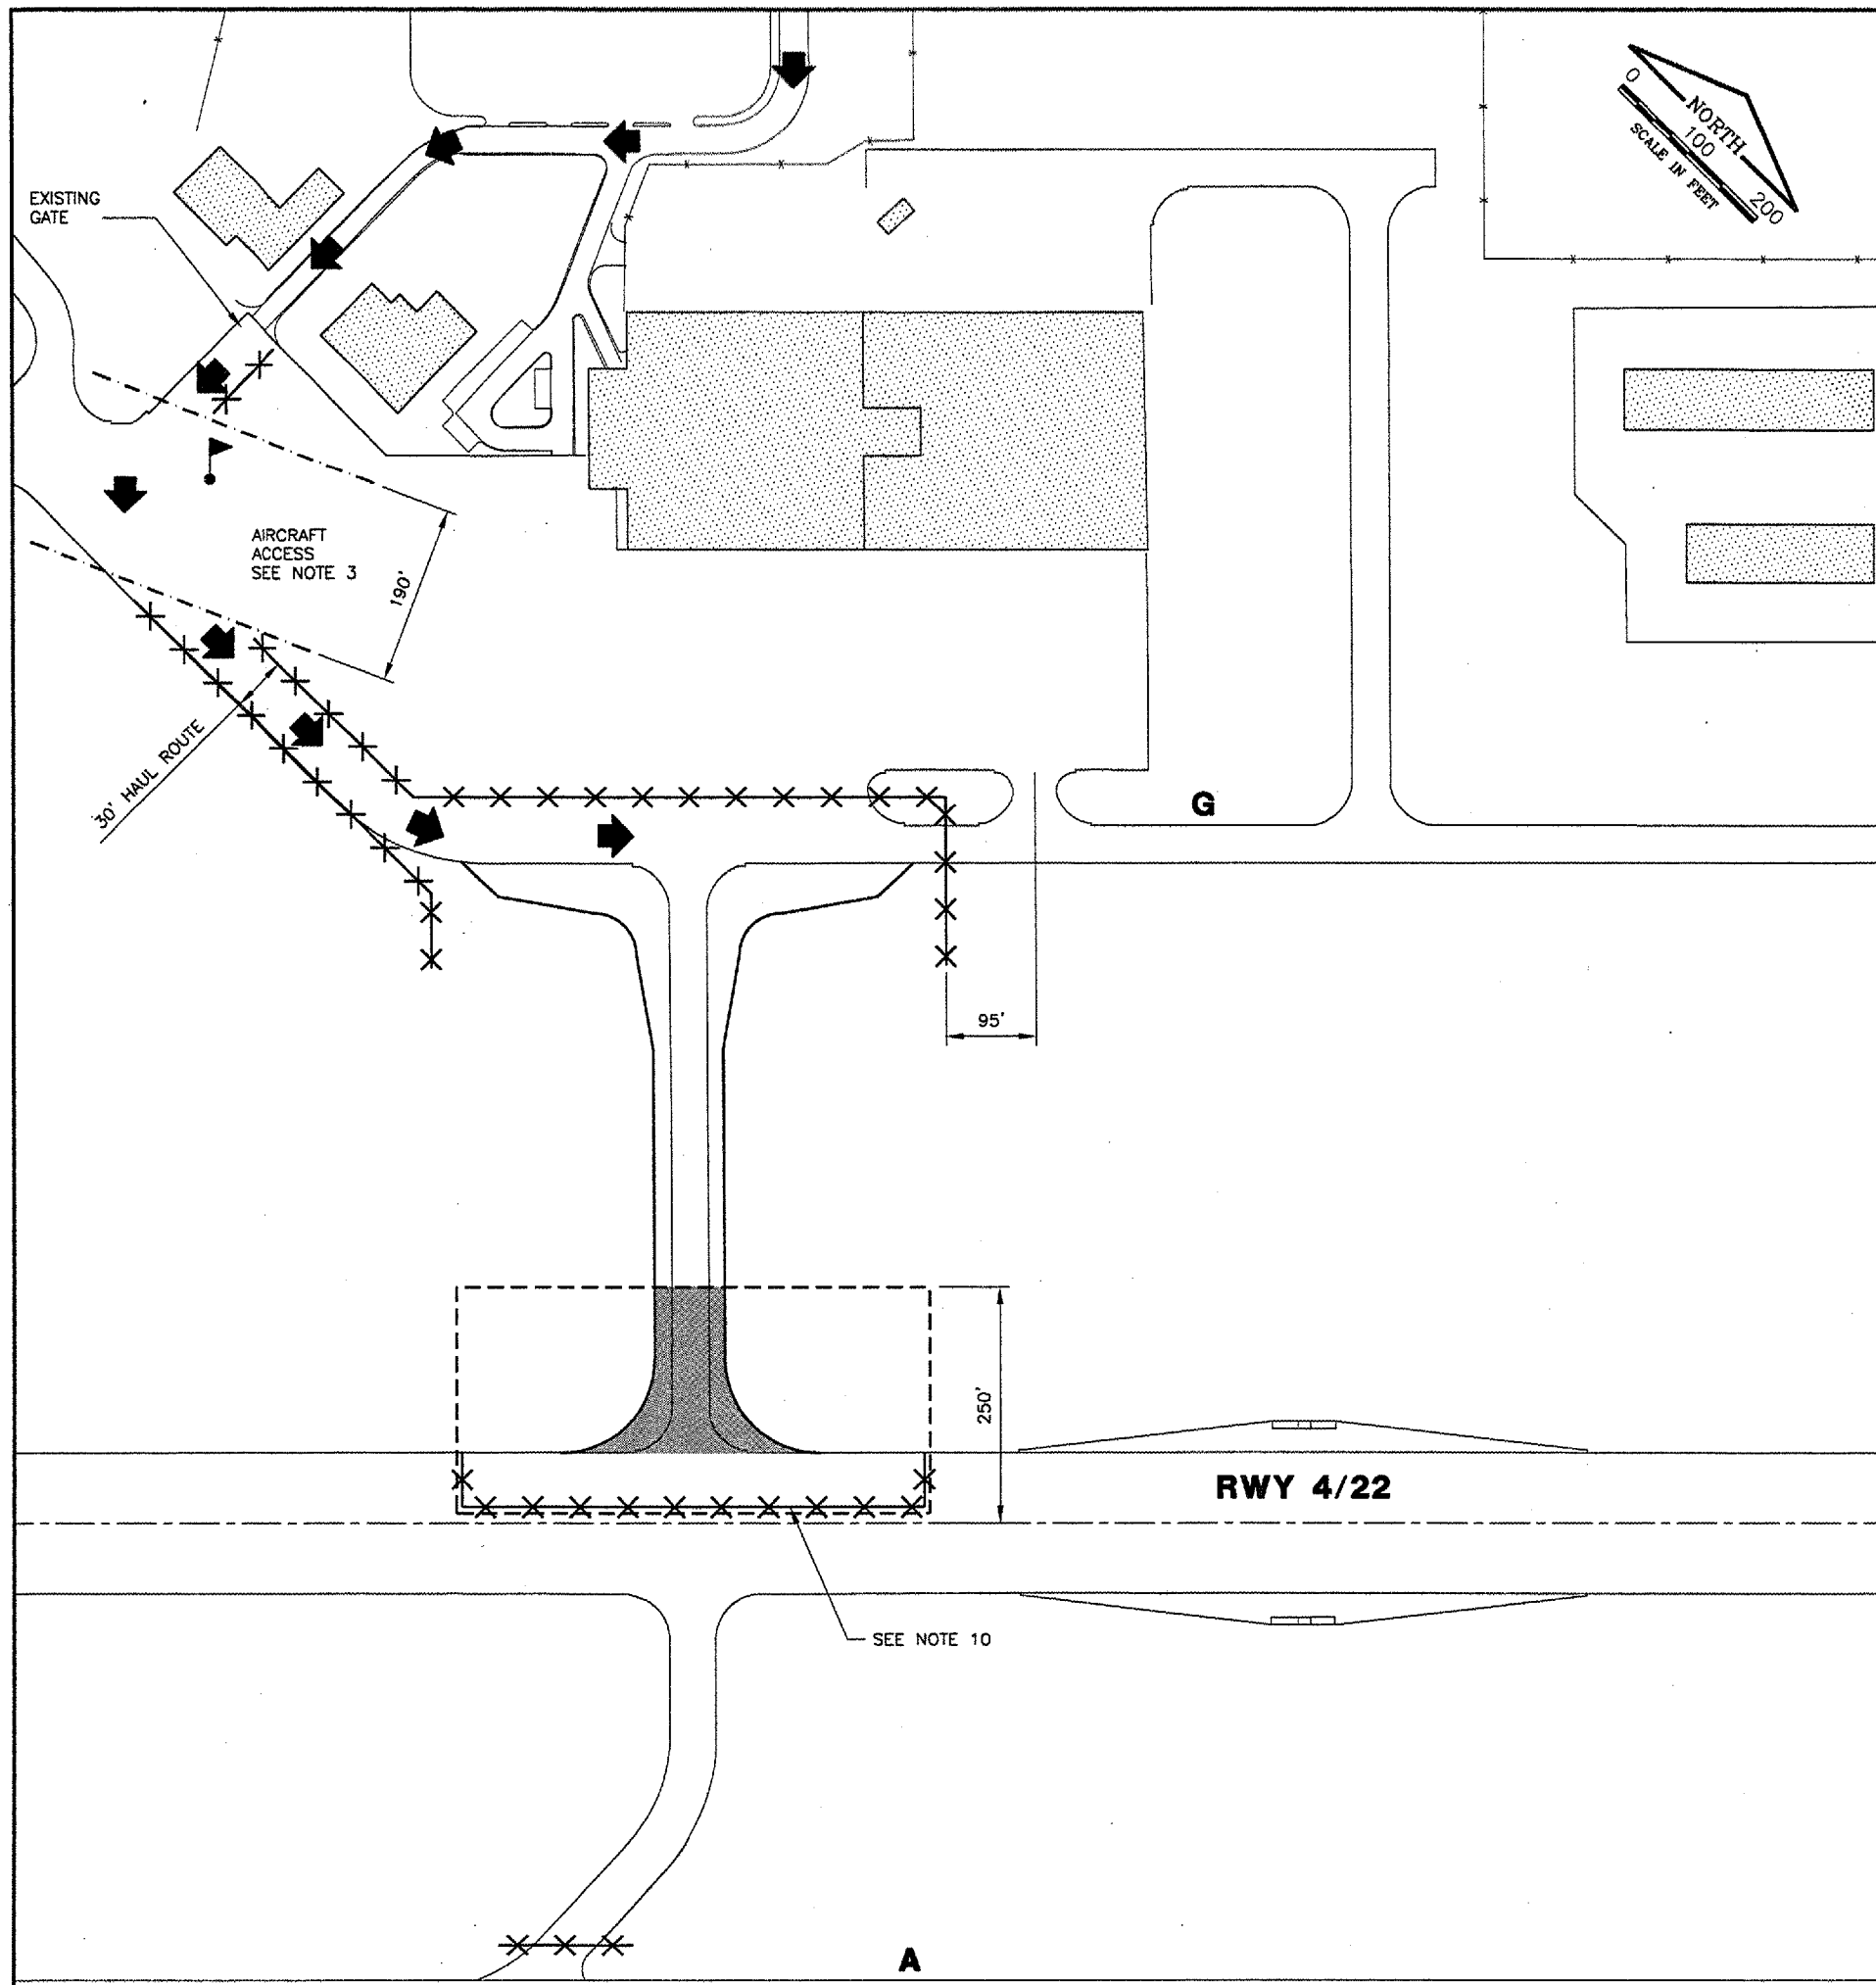 0
NORTH
100
SCALE IN FEET
200
EXISTING
GATE
AIRCRAFT
ACCESS
SEE NOTE 3
190'
30' HAUL ROUTE
G
95'
250'
RWY 4/22
SEE NOTE 10
A